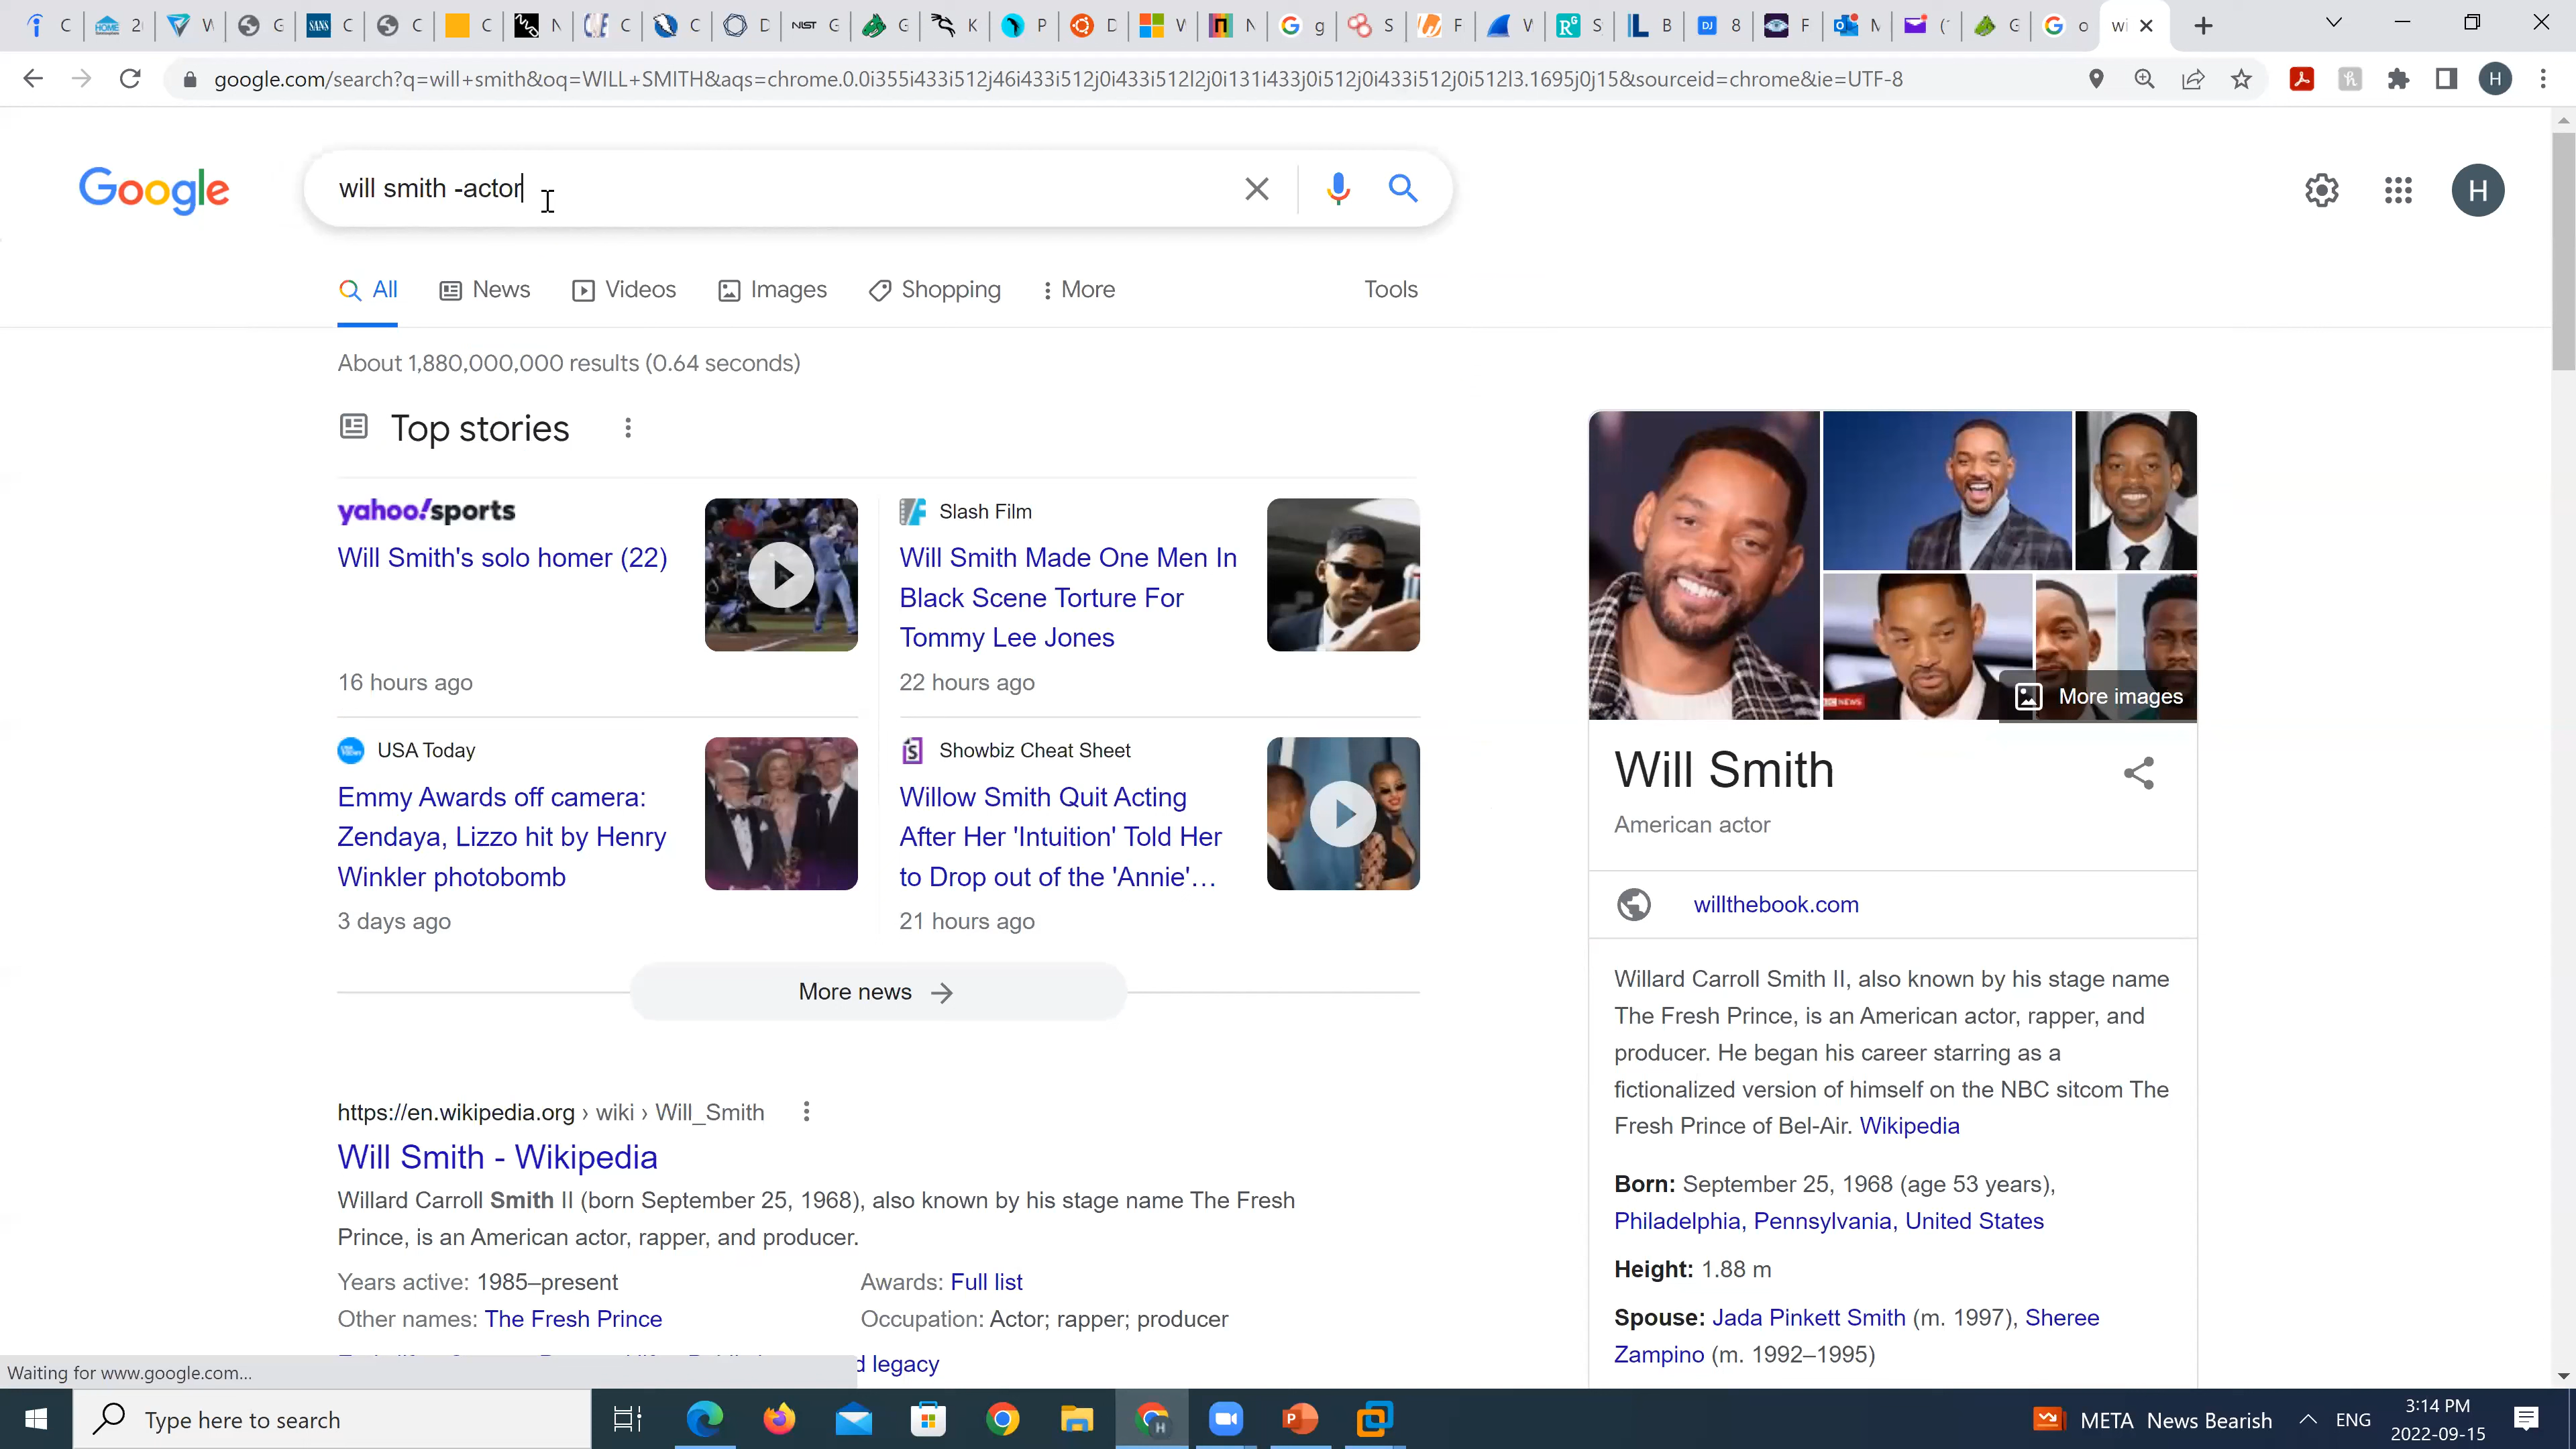 google.com/search?q=will+smith&oq=WILL+SMITH&aqs=chrome.0.0i355i433i512j46i433i512j0i433i512l2j0i131i433j0i512j0i433i512j0i512l3.1695j0j15&sourceid=chrome&ie=UTF-8
H
Google
will smith -actor
H
All
News
Videos
Images
Shopping
More
Tools
About 1,880,000,000 results (0.64 seconds)
Top stories
yahoo!sports
Will Smith's solo homer (22)
16 hours ago
Slash Film
Will Smith Made One Men In
Black Scene Torture For
Tommy Lee Jones
22 hours ago
USA Today
Emmy Awards off camera:
Zendaya, Lizzo hit by Henry
Winkler photobomb
3 days ago
Showbiz Cheat Sheet
Willow Smith Quit Acting
After Her 'Intuition' Told Her
to Drop out of the 'Annie'...
21 hours ago
More news
https://en.wikipedia.org › wiki › Will_Smith
Will Smith - Wikipedia
Willard Carroll Smith II (born September 25, 1968), also known by his stage name The Fresh
Prince, is an American actor, rapper, and producer.
Years active: 1985–present
Awards: Full list
Other names: The Fresh Prince
Occupation: Actor; rapper; producer
d legacy
NEWS
More images
Will Smith
American actor
willthebook.com
Willard Carroll Smith II, also known by his stage name
The Fresh Prince, is an American actor, rapper, and
producer. He began his career starring as a
fictionalized version of himself on the NBC sitcom The
Fresh Prince of Bel-Air. Wikipedia
Born: September 25, 1968 (age 53 years),
Philadelphia, Pennsylvania, United States
Height: 1.88 m
Spouse: Jada Pinkett Smith (m. 1997), Sheree
Zampino (m. 1992–1995)
Waiting for www.google.com...
Type here to search
META News Bearish
ENG
3:14 PM
2022-09-15